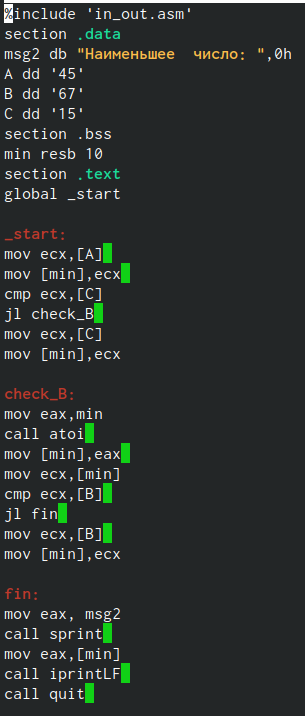 %include 'in_out.asm'
section .data
msg2 db "Наименьшее  число: ",0h
A dd '45'
B dd '67'
C dd '15'
section .bss
min resb 10
section .text
global _start

_start:
mov ecx,[A]
mov [min],ecx
cmp ecx,[C]
jl check_B
mov ecx,[C]
mov [min],ecx

check_B:
mov eax,min
call atoi
mov [min],eax
mov ecx,[min]
cmp ecx,[B]
jl fin
mov ecx,[B]
mov [min],ecx

fin:
mov eax, msg2
call sprint
mov eax,[min]
call iprintLF
call quit